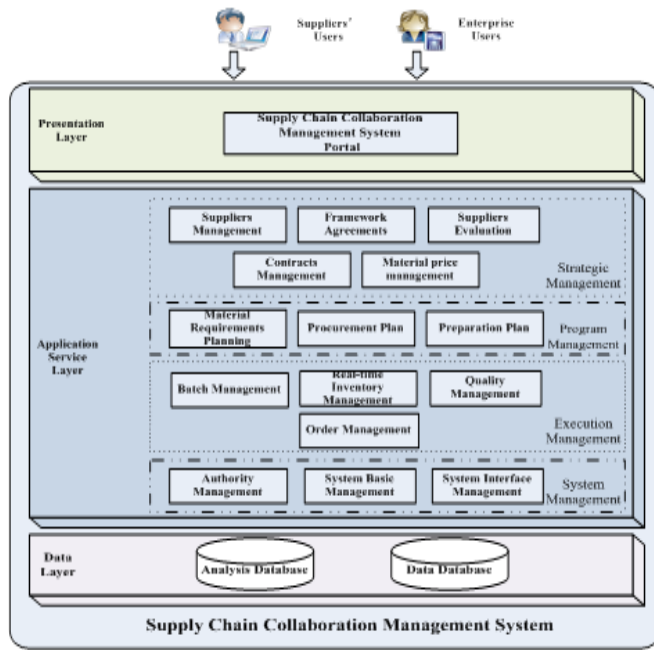 Suppliers'
Users
Enterprise
Users
Presentation
Layer
Supply Chain Collaboration
Management System
Portal
Application
Service
Layer
Suppliers
Management
Framework
Agreements
Suppliers
Evaluation
Contracts
Management
Material price
management
Strategic
Management
Material
Requirements
Planning
Procurement Plan
Preparation Plan
Program
Management
Batch Management
Real-time
Inventory
Management
Quality
Management
Order Management
Execution
Management
Authority
Management
System Basic
Management
System Interface
Management
System
Management
Data
Layer
Analysis Database
Data Database
Supply Chain Collaboration Management System